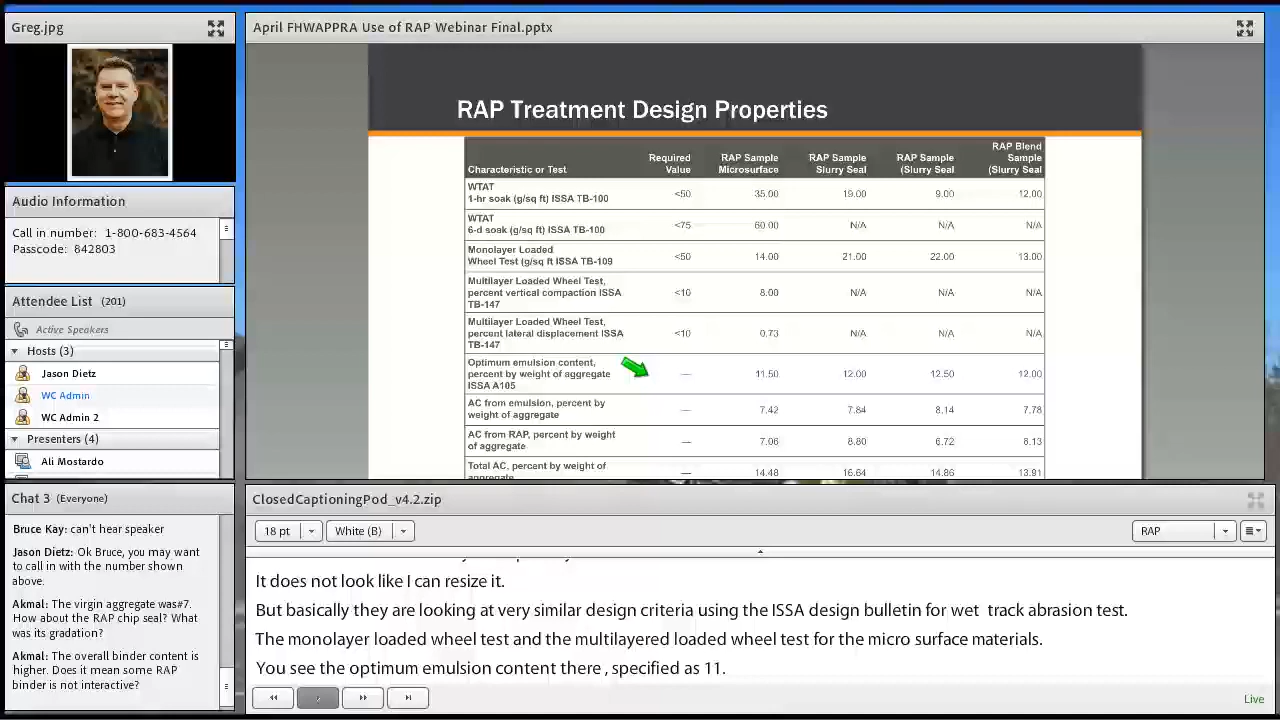 Greg.jpg
April FHWAPPRA Use of RAP Webinar Final.pptx
Audio Information
Call in number: 1-800-683-4564
Passcode: 842803
Attendee List (201)
Active Speakers
Hosts (3)
Jason Dietz
WC Admin
WC Admin 2
Presenters (4)
Ali Mostardo
Chat 3 (Everyone)
Bruce Kay: can't hear speaker
Jason Dietz: Ok Bruce, you may want
to call in with the number shown
above.
Akmal: The virgin aggregate was#7.
How about the RAP chip seal? What
was its gradation?
Akmal: The overall binder content is
higher. Does it mean some RAP
binder is not interactive?
RAP Treatment Design Properties
Characteristic or Test Required Value RAP Sample Microsurface RAP Sample Slurry Seal RAP Sample (Slurry Seal RAP Blend Sample (Slurry Seal
WTAT
1-hr soak (g/sq ft) ISSA TB-100 <50 35.00 19.00 9.00 12.00
WTAT
6-d soak (g/sq ft) ISSA TB-100 <75 60.00 N/A N/A N/A
Monolayer Loaded
Wheel Test (g/sq ft ISSA TB-109 <50 14.00 21.00 22.00 13.00
Multilayer Loaded Wheel Test,
percent vertical compaction ISSA <10 8.00 N/A N/A N/A
TB-147
Multilayer Loaded Wheel Test,
percent lateral displacement ISSA <10 0.73 N/A N/A N/A
TB-147
Optimum emulsion content,
percent by weight of aggregate — 11.50 12.00 12.50 12.00
ISSA A105
AC from emulsion, percent by
weight of aggregate — 7.42 7.84 8.14 7.78
AC from RAP, percent by weight
of aggregate — 7.06 8.80 6.72 8.13
Total AC, percent by weight of
aggregate — 14.48 16.64 14.86 13.91
ClosedCaptioningPod_v4.2.zip
18 pt White (B) RAP
It does not look like I can resize it.
But basically they are looking at very similar design criteria using the ISSA design bulletin for wet track abrasion test.
The monolayer loaded wheel test and the multilayered loaded wheel test for the micro surface materials.
You see the optimum emulsion content there , specified as 11.
Live